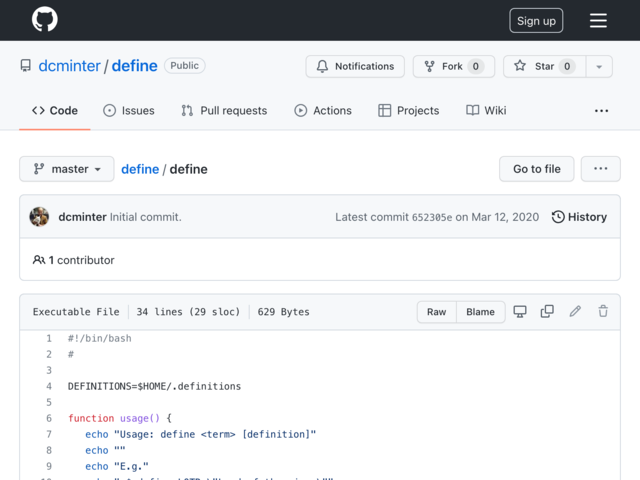 Sign up
dcminter / define Public
Notifications Fork 0 Star 0
Code Issues Pull requests Actions Projects Wiki
master define / define Go to file
dcminter Initial commit. Latest commit 652305e on Mar 12, 2020 History
1 contributor
Executable File 34 lines (29 sloc) 629 Bytes Raw Blame
1 #!/bin/bash
2 #
3
4 DEFINITIONS=$HOME/.definitions
5
6 function usage() {
7 echo "Usage: define <term> [definition]"
8 echo ""
9 echo "E.g."